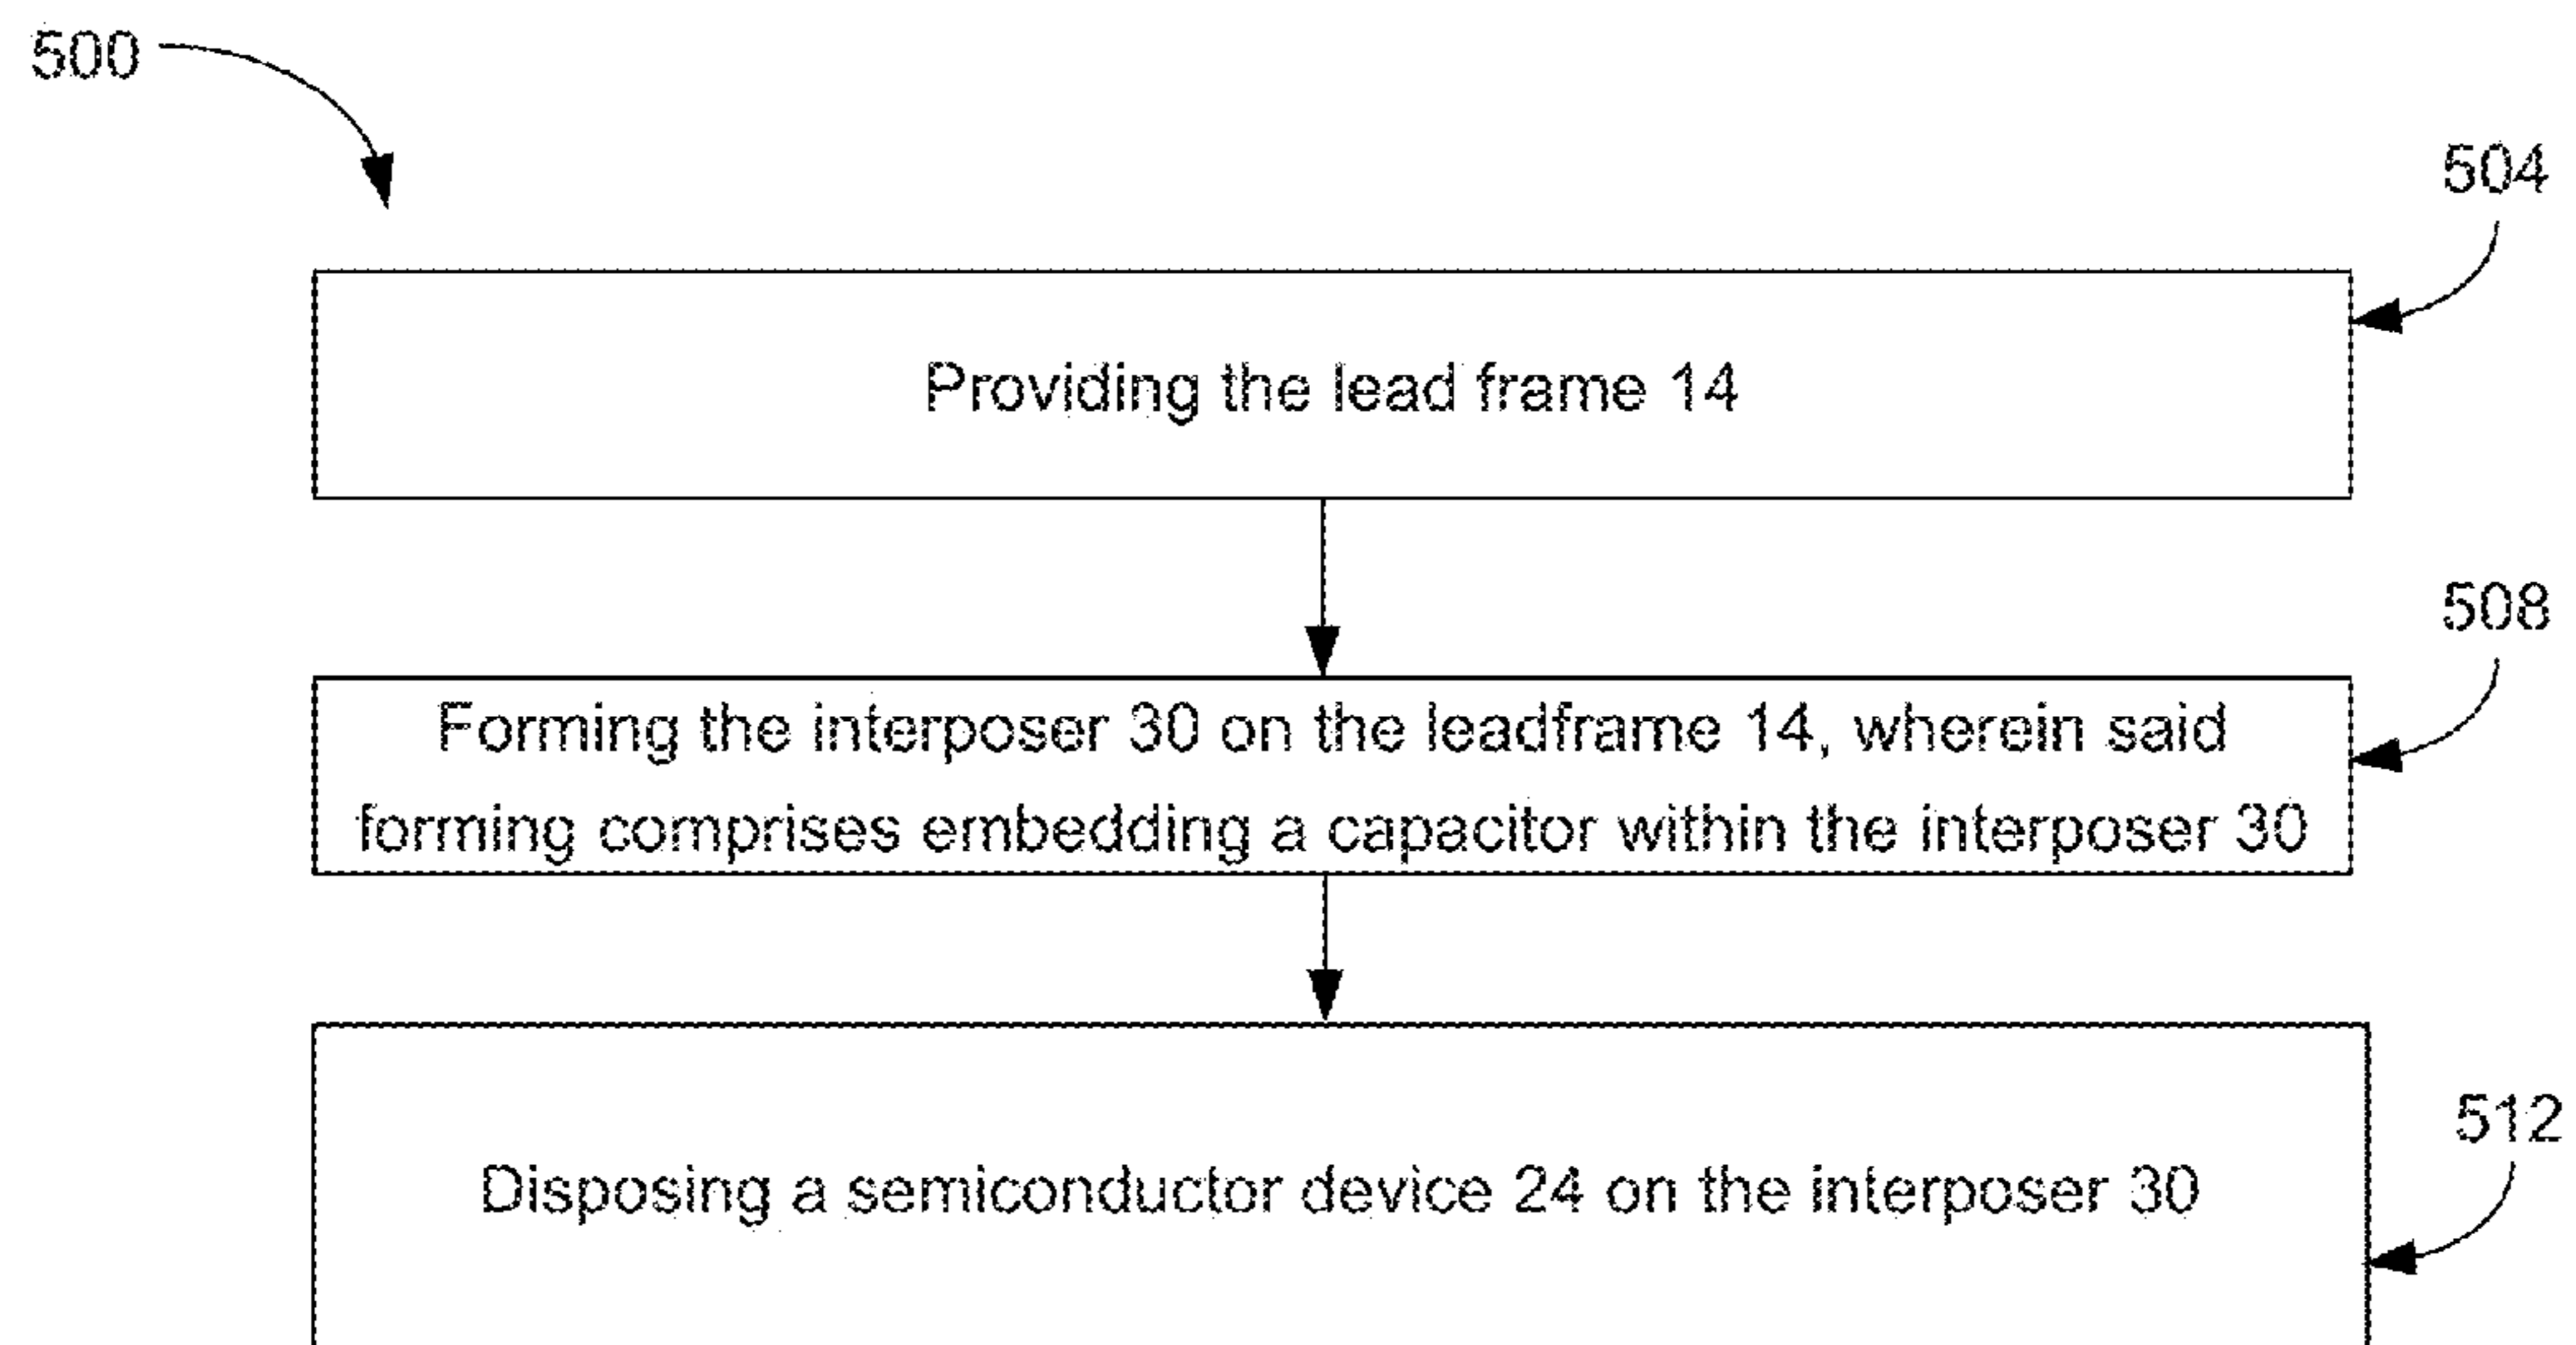 500
504
Providing the lead frame 14
508
Forming the interposer 30 on the leadframe 14, wherein said
forming comprises embedding a capacitor within the interposer 30
512
Disposing a semiconductor device 24 on the interposer 30